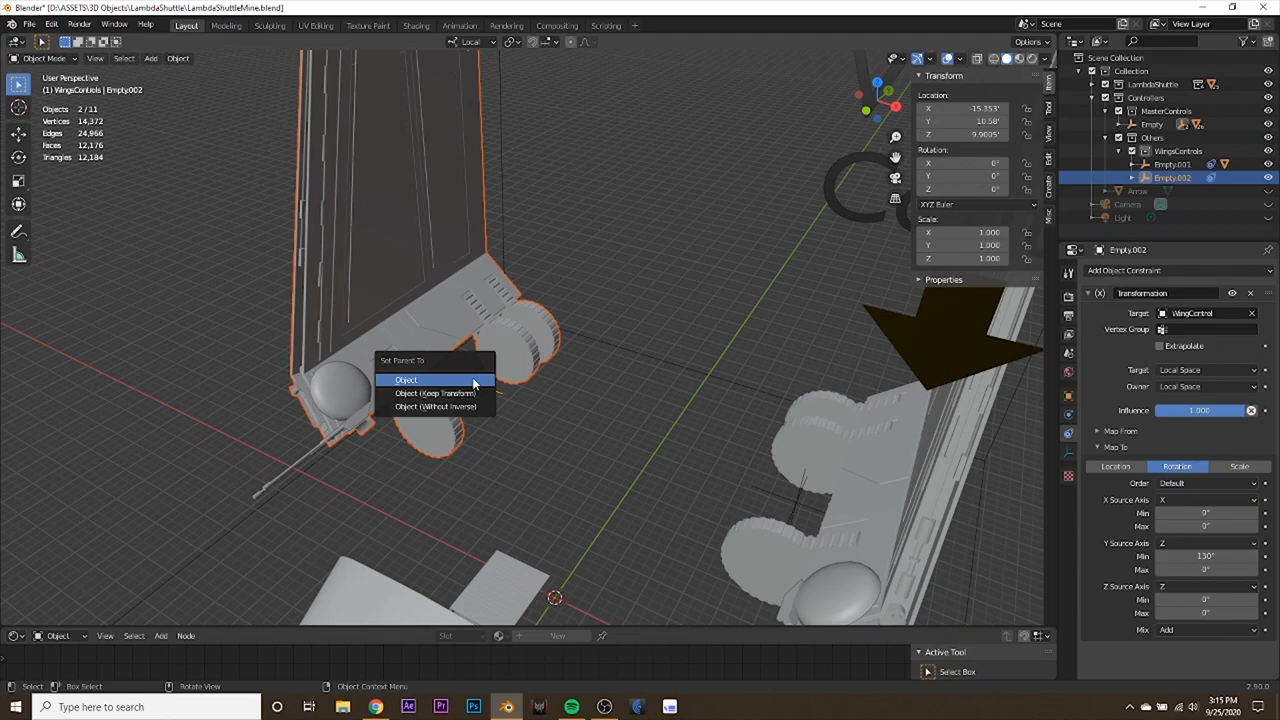 Blender* [D:\ASSETS\3D Objects\LambdaShuttle\LambdaShuttleMine.blend]
File Edit Render Window Help Layout Modeling Sculpting UV Editing Texture Paint Shading Animation Rendering Compositing Scripting + Scene View Layer
Local Options
Object Mode View Select Add Object
User Perspective
(1) WingsControls | Empty.002
Objects 2/11
Vertices 14,372
Edges 24,966
Faces 12,176
Triangles 12,184
Set Parent To
Object
Object (Keep Transform)
Object (Without Inverse)
Transform
Location:
X -15.353'
Y 10.58'
Z 9.9005'
Rotation:
X 0°
Y 0°
Z 0°
XYZ Euler
Scale:
X 1.000
Y 1.000
Z 1.000
Properties
Item
Tool
View
Edit
Create
Misc
Scene Collection
Collection
LambdaShuttle
Controllers
MasterControls
Empty
Others
WingsControls
Empty.001
Empty.002
Arrow
Camera
Light
Empty.002
Add Object Constraint
Transformation
Target WingControl
Vertex Group
Extrapolate
Target Local Space
Owner Local Space
Influence 1.000
Map From
Map To
Location Rotation Scale
Order Default
X Source Axis X
Min 0°
Max 0°
Y Source Axis Z
Min 130°
Max 0°
Z Source Axis Z
Min 0°
Max 0°
Mix Add
Object View Select Add Node Slot New
Active Tool
Select Box
Select Box Select Rotate View Object Context Menu 2.90.0
Type here to search
3:15 PM
9/25/2020